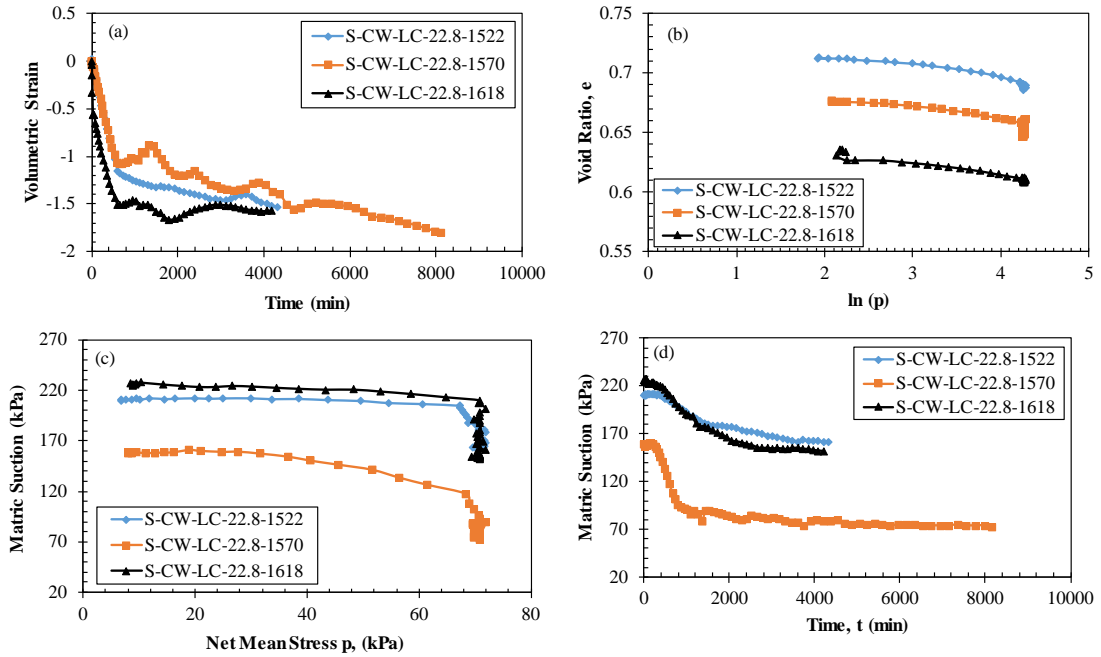 (a)
S-CW-LC-22.8-1522
S-CW-LC-22.8-1570
S-CW-LC-22.8-1618
0.5
0
-0.5
-1
-1.5
-2
Volumetric Strain
0 2000 4000 6000 8000 10000
Time (min)
(b)
0.7
0.65
0.6
0.55
Void Ratio, e
S-CW-LC-22.8-1522
S-CW-LC-22.8-1570
S-CW-LC-22.8-1618
0 1 2 3 4 5
ln (p)
(c)
270
220
170
120
70
20
Matric Suction (kPa)
S-CW-LC-22.8-1522
S-CW-LC-22.8-1570
S-CW-LC-22.8-1618
0 20 40 60 80
Net Mean Stress p, (kPa)
(d)
S-CW-LC-22.8-1522
S-CW-LC-22.8-1570
S-CW-LC-22.8-1618
270
220
170
120
70
20
Matric Suction (kPa)
0 2000 4000 6000 8000 10000
Time, t (min)